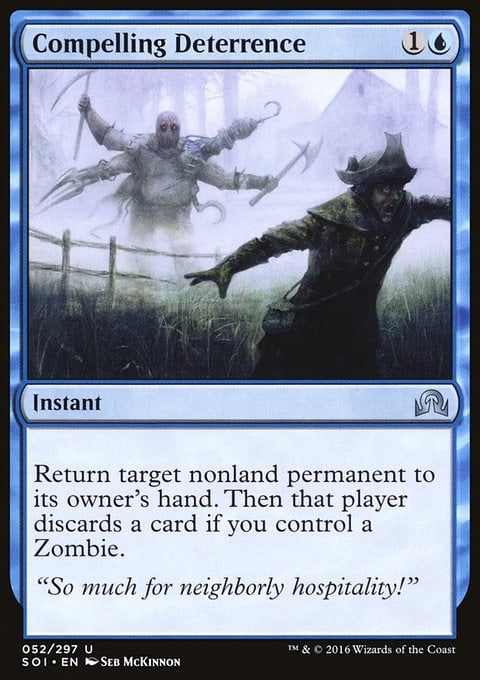 Compelling Deterrence 1
Instant
Return target nonland permanent to
its owner's hand. Then that player
discards a card if you control a
Zombie.
“So much for neighborly hospitality!”
052/297 U
SOI • EN Seb McKinnon
™ & © 2016 Wizards of the Coast